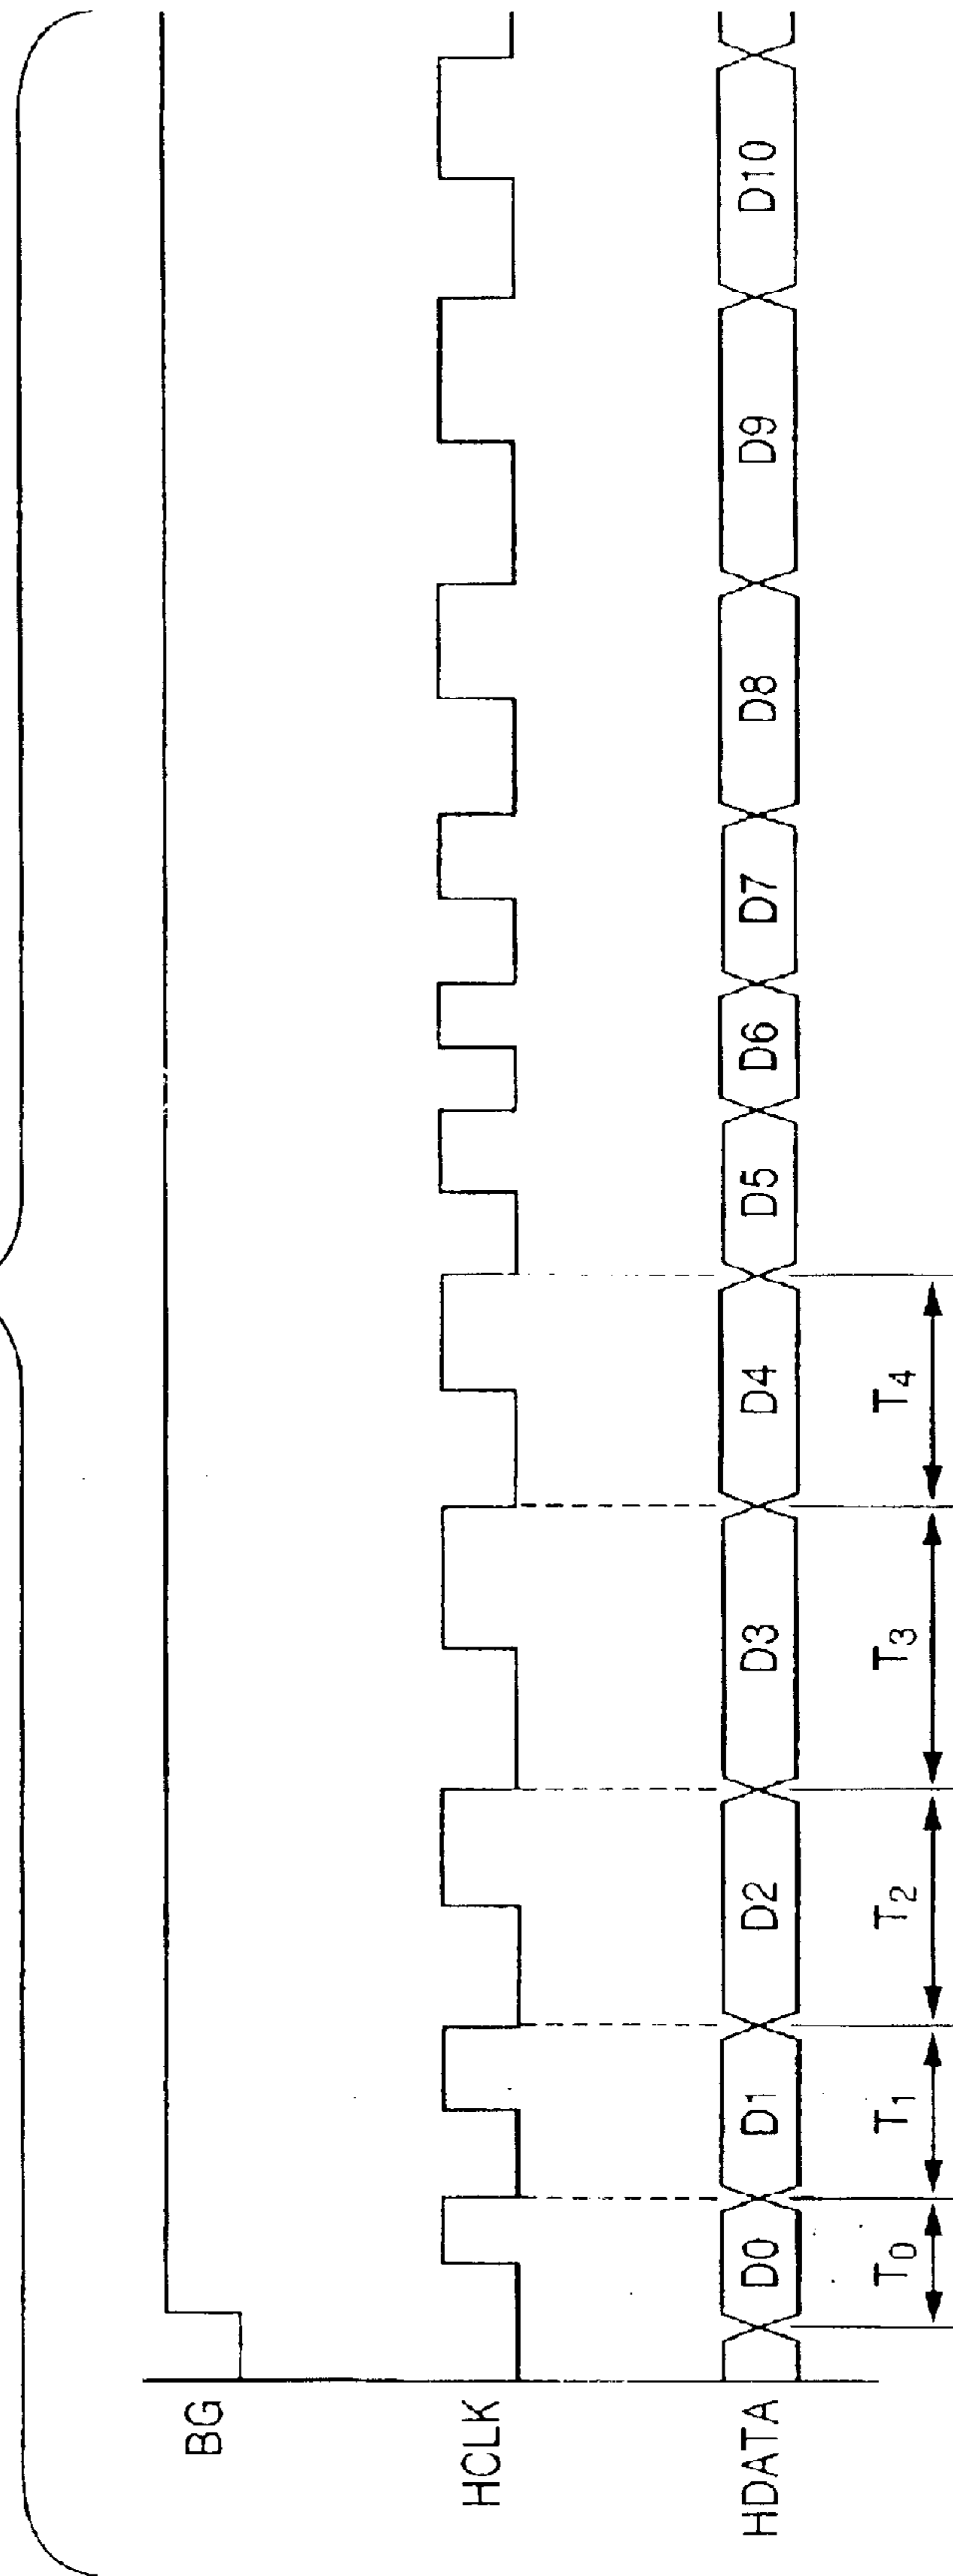 BG
HCLK
HDATA
D0 D1 D2 D3 D4 D5 D6 D7 D8 D9 D10
T0 T1 T2 T3 T4